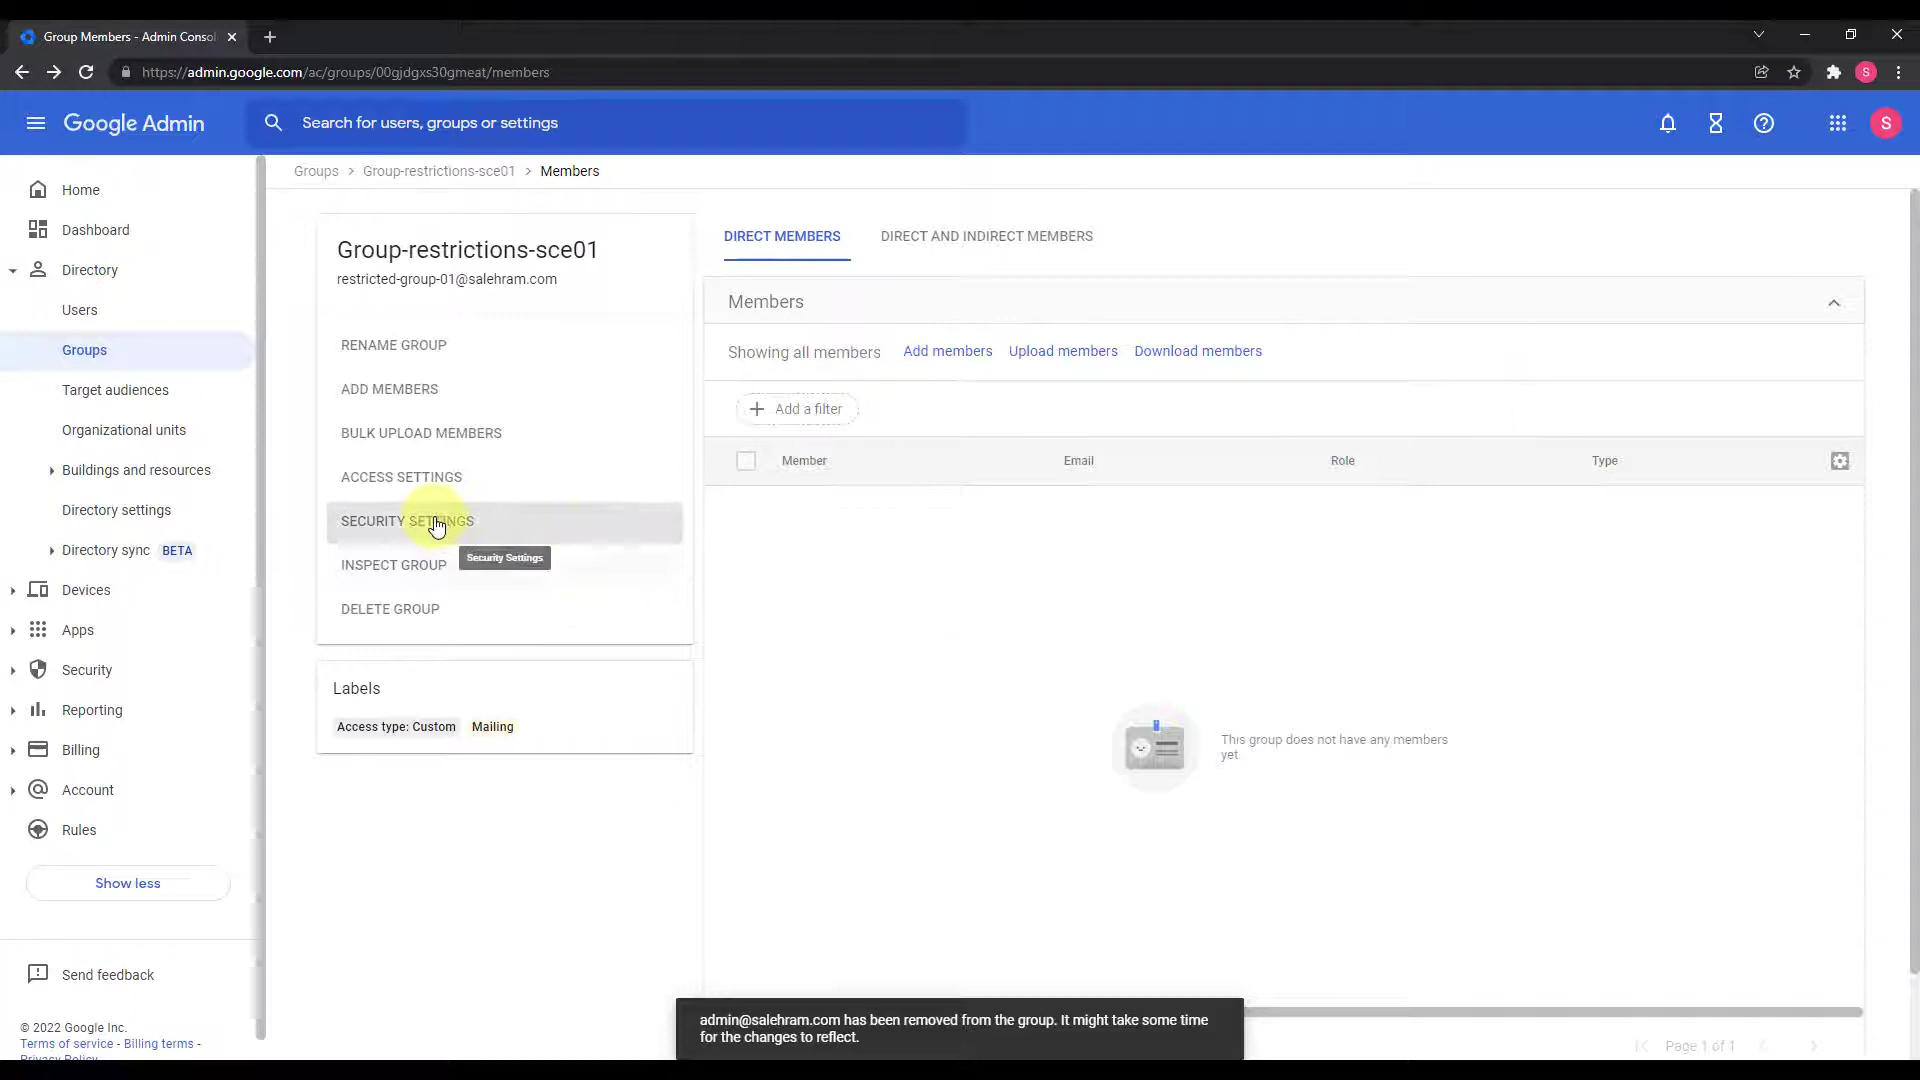 Group Members - Admin Consol
https://admin.google.com/ac/groups/00gjdgxs30gmeat/members
S
Google Admin
Search for users, groups or settings
S
Home
Dashboard
Directory
Users
Groups
Target audiences
Organizational units
Buildings and resources
Directory settings
Directory sync BETA
Devices
Apps
Security
Reporting
Billing
Account
Rules
Show less
Send feedback
© 2022 Google Inc.
Terms of service - Billing terms -
Privacy Policy
Groups > Group-restrictions-sce01 > Members
Group-restrictions-sce01
restricted-group-01@salehram.com
RENAME GROUP
ADD MEMBERS
BULK UPLOAD MEMBERS
ACCESS SETTINGS
SECURITY SETTINGS
Security Settings
INSPECT GROUP
DELETE GROUP
Labels
Access type: Custom Mailing
DIRECT MEMBERS DIRECT AND INDIRECT MEMBERS
Members
Showing all members Add members Upload members Download members
Add a filter
Member Email Role Type
This group does not have any members
yet.
admin@salehram.com has been removed from the group. It might take some time
for the changes to reflect.
Page 1 of 1